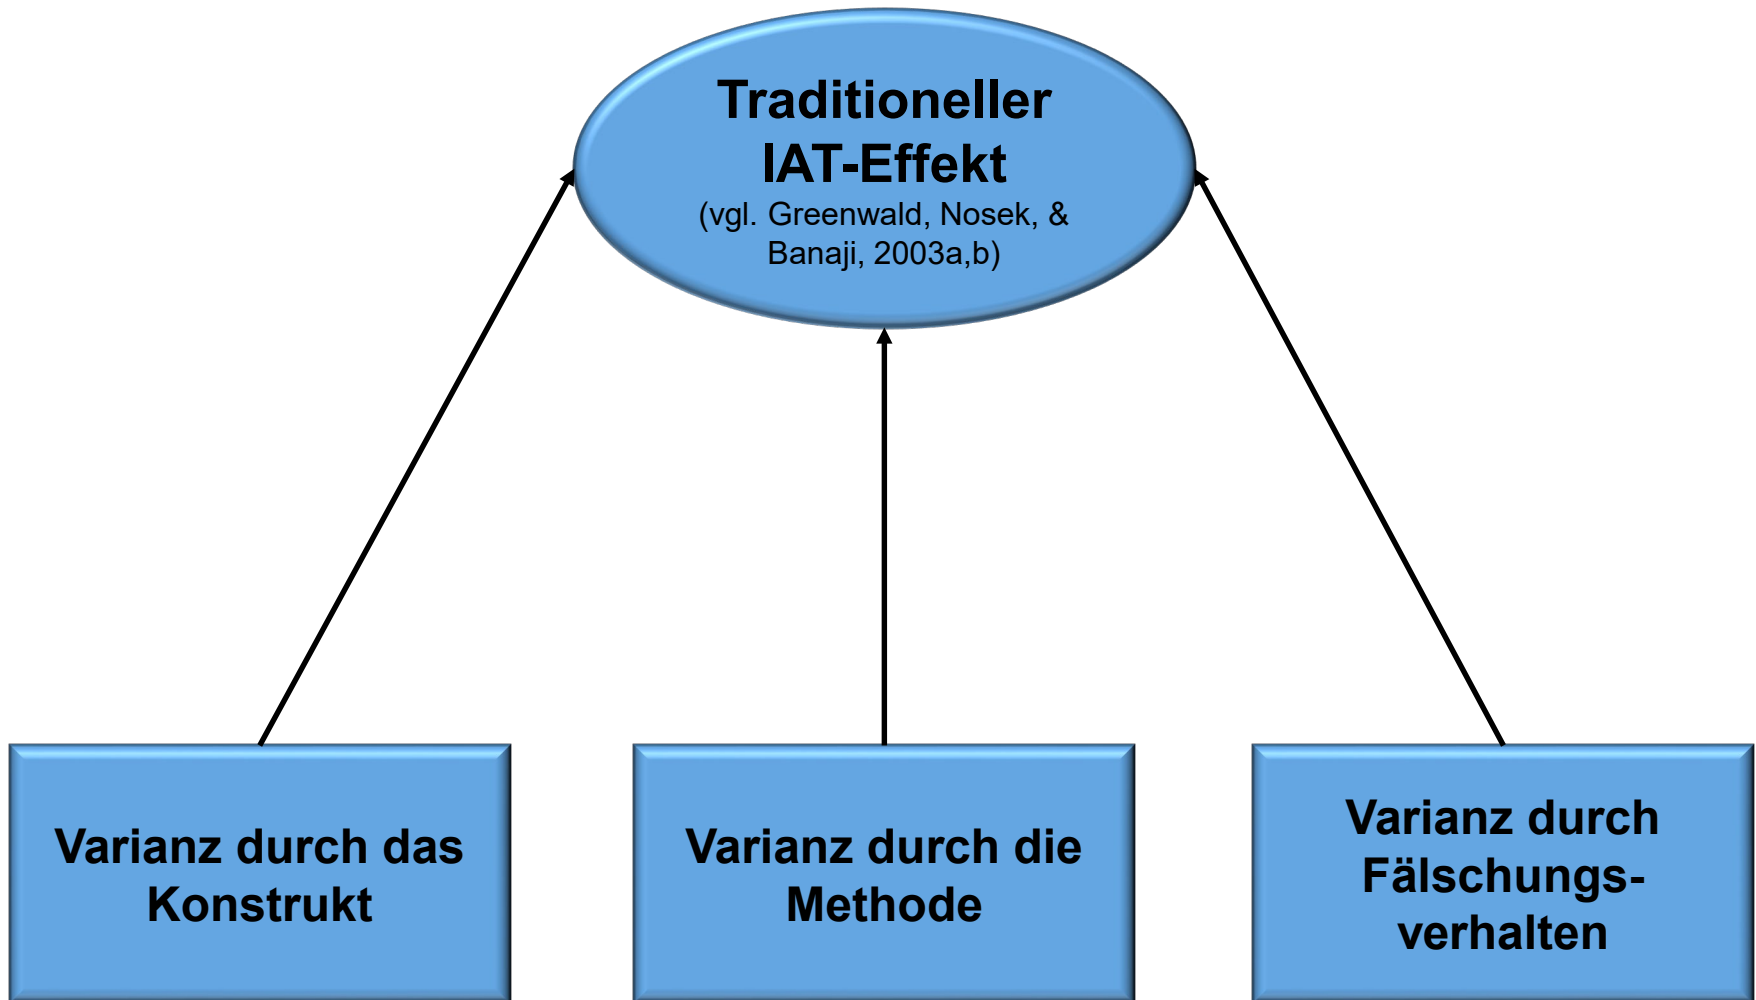 Traditioneller
IAT-Effekt
(vgl. Greenwald, Nosek, &
Banaji, 2003a,b)
Varianz durch das
Konstrukt
Varianz durch die
Methode
Varianz durch
Fälschungs-
verhalten